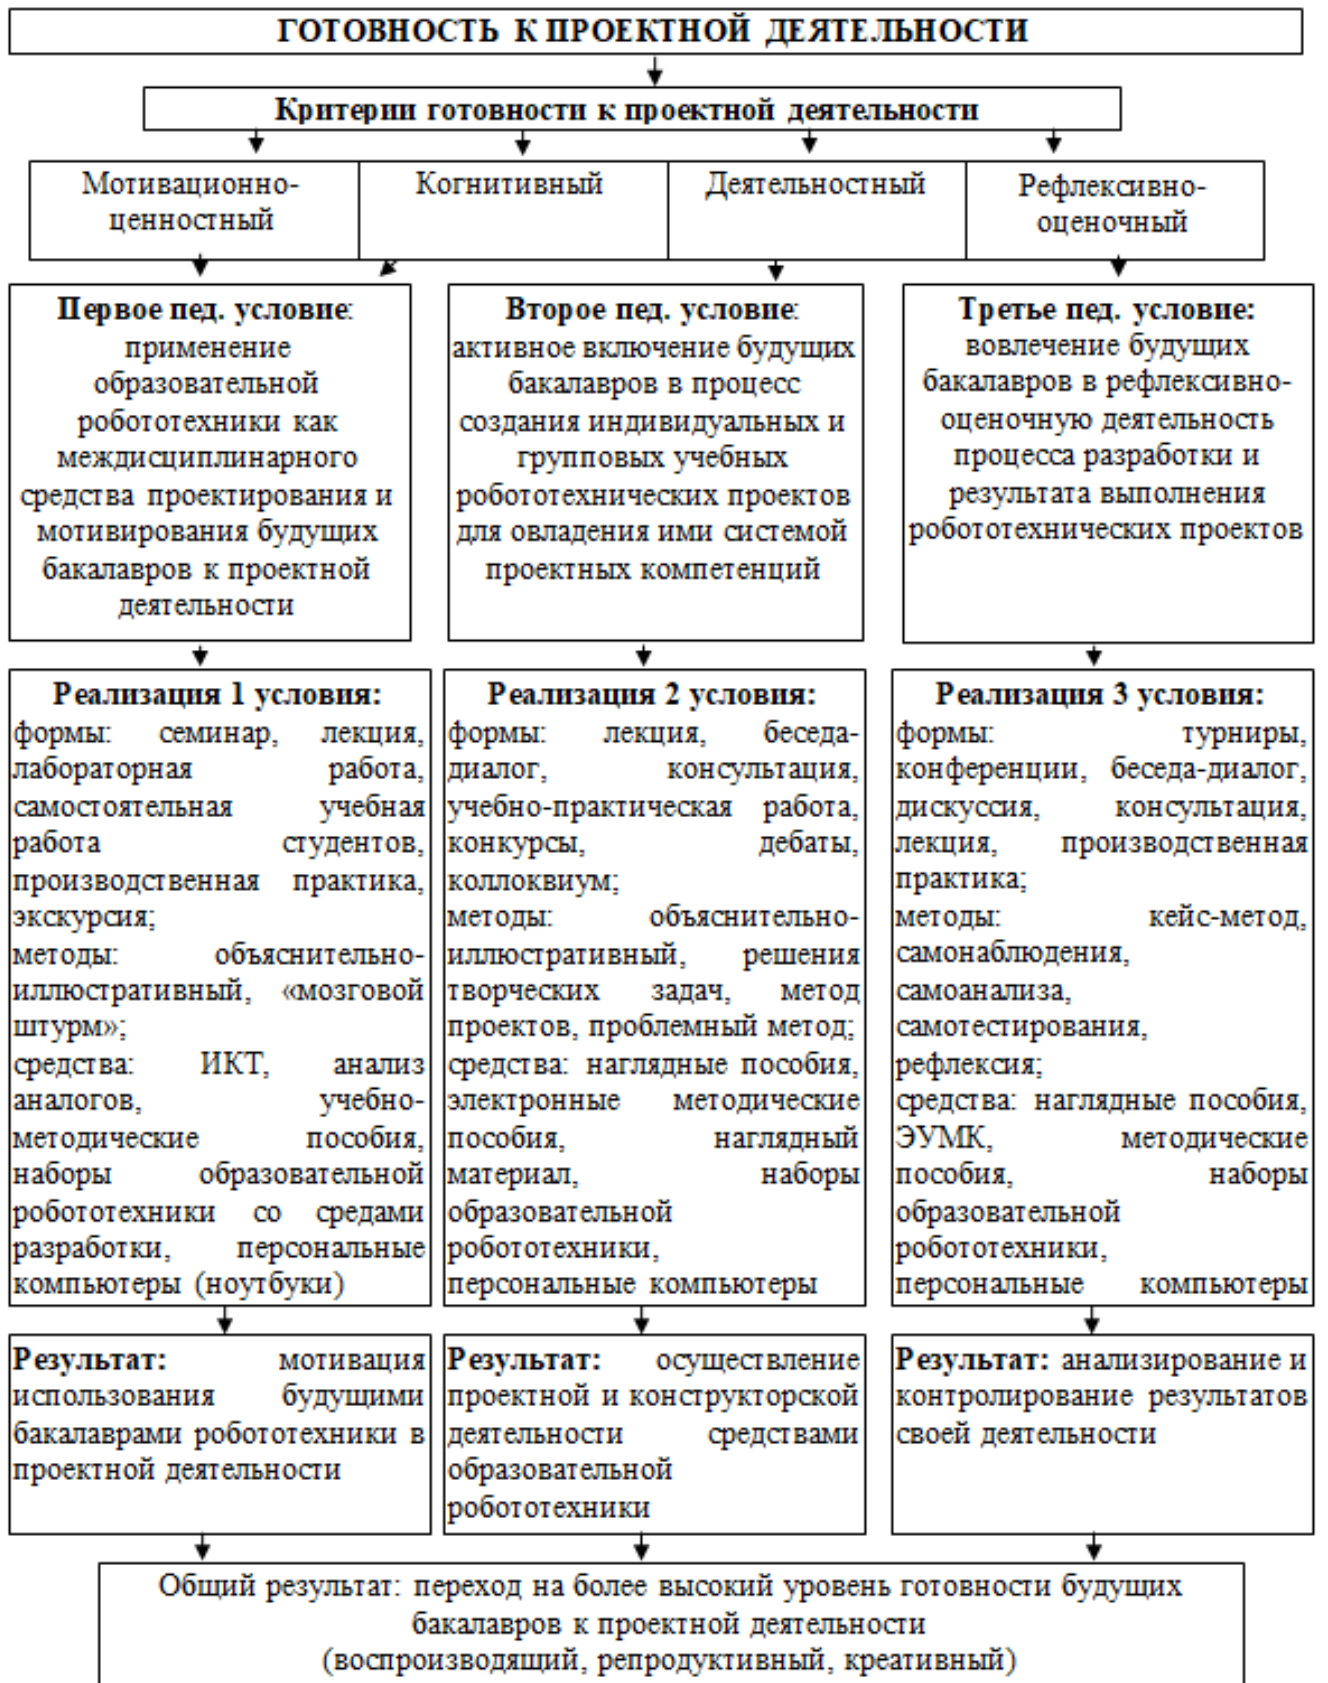 ГОТОВНОСТЬ К ПРОЕКТНОЙ ДЕЯТЕЛЬНОСТИ
Критерии готовности к проектной деятельности
Мотивационно-
ценностный
Когнитивный
Деятельностный
Рефлексивно-
оценочный
Первое пед. условие:
применение
образовательной
робототехники как
междисциплинарного
средства проектирования и
мотивирования будущих
бакалавров к проектной
деятельности
Второе пед. условие:
активное включение будущих
бакалавров в процесс
создания индивидуальных и
групповых учебных
робототехнических проектов
для овладения ими системой
проектных компетенций
Третье пед. условие:
вовлечение будущих
бакалавров в рефлексивно-
оценочную деятельность
процесса разработки и
результата выполнения
робототехнических проектов
Реализация 1 условия:
формы: семинар, лекция,
лабораторная работа,
самостоятельная учебная
работа студентов,
производственная практика,
экскурсия;
методы: объяснительно-
иллюстративный, «мозговой
штурм»;
средства: ИКТ, анализ
аналогов, учебно-
методические пособия,
наборы образовательной
робототехники со средами
разработки, персональные
компьютеры (ноутбуки)
Реализация 2 условия:
формы: лекция, беседа-
диалог, консультация,
учебно-практическая работа,
конкурсы, дебаты,
коллоквиум;
методы: объяснительно-
иллюстративный, решения
творческих задач, метод
проектов, проблемный метод;
средства: наглядные пособия,
электронные методические
пособия, наглядный
материал, наборы
образовательной
робототехники,
персональные компьютеры
Реализация 3 условия:
формы: турниры,
конференции, беседа-диалог,
дискуссия, консультация,
лекция, производственная
практика;
методы: кейс-метод,
самонаблюдения,
самоанализа,
самотестирования,
рефлексия;
средства: наглядные пособия,
ЭУМК, методические
пособия, наборы
образовательной
робототехники,
персональные компьютеры
Результат: мотивация
использования будущими
бакалаврами робототехники в
проектной деятельности
Результат: осуществление
проектной и конструкторской
деятельности средствами
образовательной
робототехники
Результат: анализирование и
контролирование результатов
своей деятельности
Общий результат: переход на более высокий уровень готовности будущих
бакалавров к проектной деятельности
(воспроизводящий, репродуктивный, креативный)